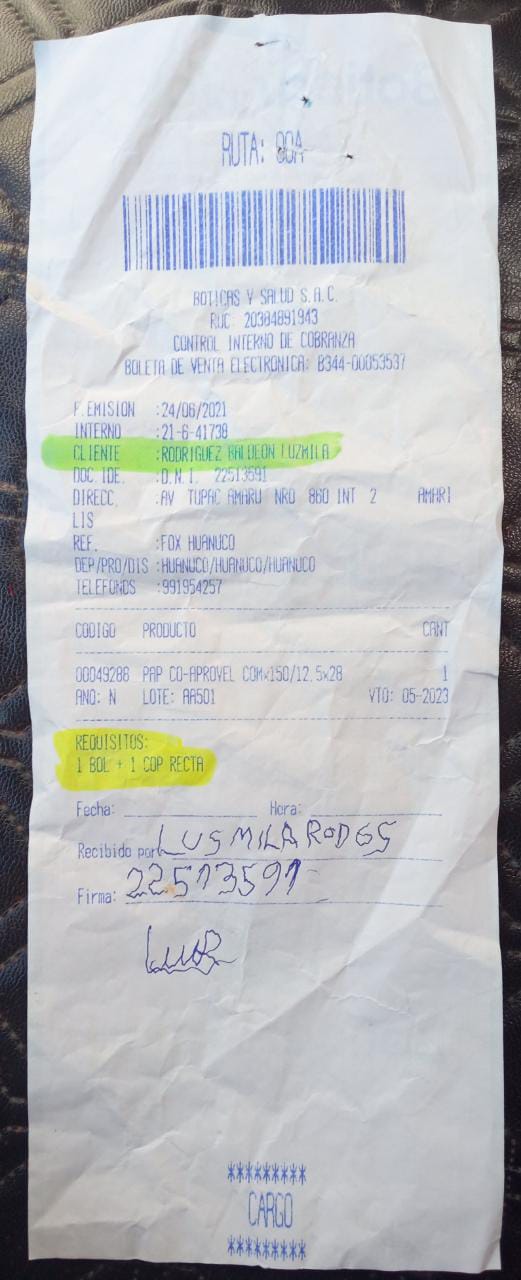 RUTA: 00A
BOTICAS Y SALUD S.A.C.
RUC: 20384891943
CONTROL INTERNO DE COBRANZA
BOLETA DE VENTA ELECTRONICA: B344-00053537
F.EMISION :24/06/2021
INTERNO :21-6-41738
CLIENTE :RODRIGUEZ BALDEON LUZMILA
DOC.IDE. :D.N.I. 22513591
DIRECC. :AV TUPAC AMARU NRO 860 INT 2 AMARI
LIS
REF. :FOX HUANUCO
DEP/PRO/DIS :HUANUCO/HUANUCO/HUANUCO
TELEFONOS :991954257
CODIGO PRODUCTO CANT
00049288 PAP CO-APROVEL COMx150/12.5x28 1
ANQ: N LOTE: AA501 VTO: 05-2023
REQUISITOS:
1 BOL + 1 COP RECTA
Fecha: Hora:
Recibido por LUSMILA RODGS
22513591
Firma:
CARGO